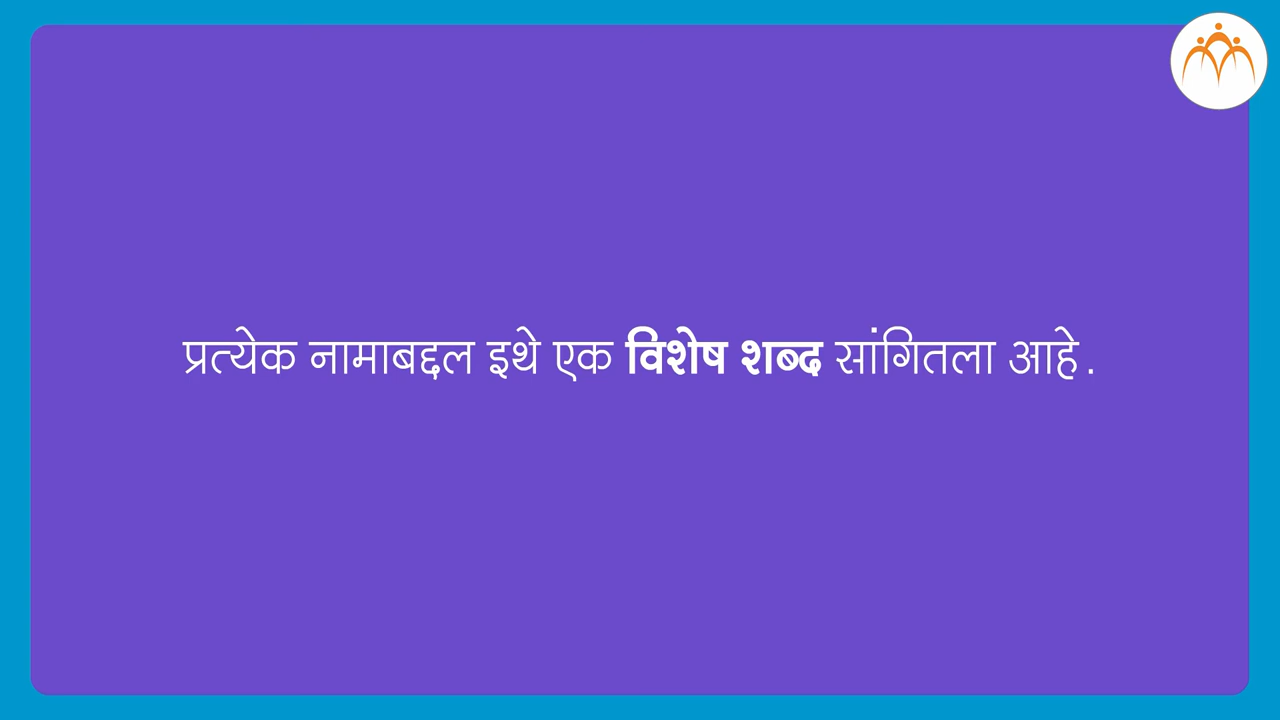 प्रत्येक नामाबद्दल इथे एक विशेष शब्द सांगितला आहे.